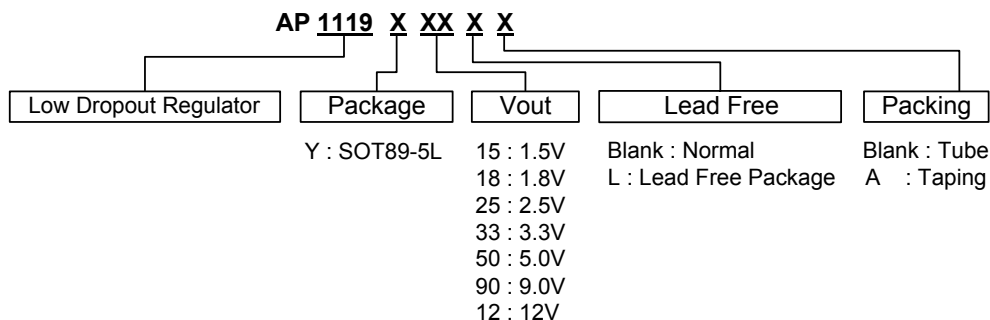 AP 1119 X XX X X
Low Dropout Regulator Package Vout Lead Free Packing
Y : SOT89-5L 15 : 1.5V Blank : Normal Blank : Tube
18 : 1.8V L : Lead Free Package A : Taping
25 : 2.5V
33 : 3.3V
50 : 5.0V
90 : 9.0V
12 : 12V